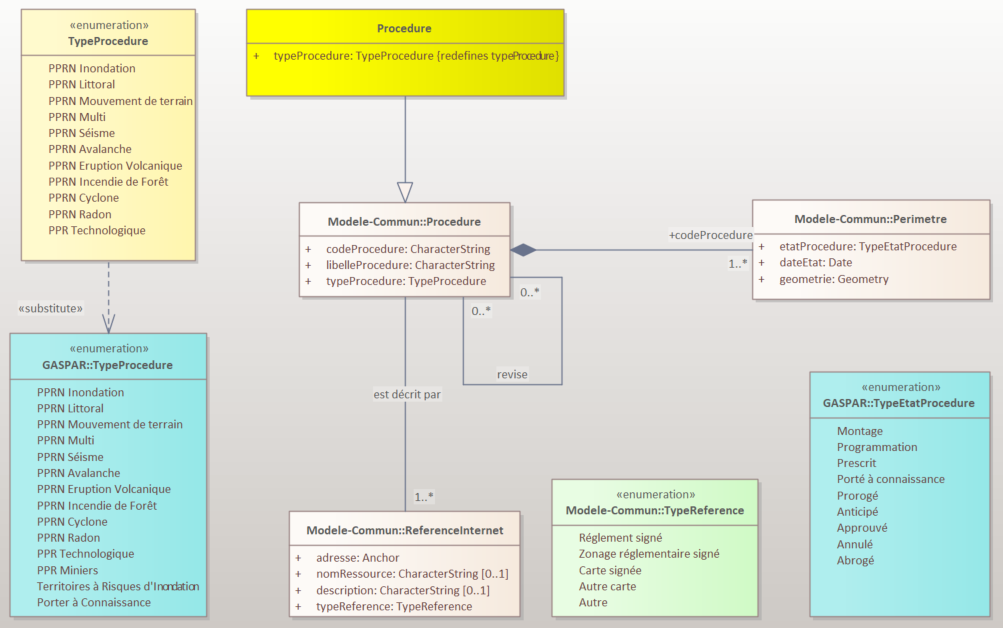 «enumeration»
TypeProcedure
PPRN Inondation
PPRN Littoral
PPRN Mouvement de terrain
PPRN Multi
PPRN Séisme
PPRN Avalanche
PPRN Eruption Volcanique
PPRN Incendie de Forêt
PPRN Cyclone
PPRN Radon
PPR Technologique
Procedure
+ typeProcedure: TypeProcedure {redefines typeProcedure}
Modele-Commun::Procedure
+ codeProcedure: CharacterString
+ libelleProcedure: CharacterString
+ typeProcedure: TypeProcedure
Modele-Commun::Perimetre
+ etatProcedure: TypeEtatProcedure
+ dateEtat: Date
+ geometrie: Geometry
+codeProcedure
1..*
0..*
0..*
revise
«substitute»
est décrit par
1..*
«enumeration»
GASPAR::TypeProcedure
PPRN Inondation
PPRN Littoral
PPRN Mouvement de terrain
PPRN Multi
PPRN Séisme
PPRN Avalanche
PPRN Eruption Volcanique
PPRN Incendie de Forêt
PPRN Cyclone
PPRN Radon
PPR Technologique
PPR Miniers
Territoires à Risques d'Inondation
Porter à Connaissance
Modele-Commun::ReferenceInternet
+ adresse: Anchor
+ nomRessource: CharacterString [0..1]
+ description: CharacterString [0..1]
+ typeReference: TypeReference
«enumeration»
Modele-Commun::TypeReference
Réglement signé
Zonage réglementaire signé
Carte signée
Autre carte
Autre
«enumeration»
GASPAR::TypeEtatProcedure
Montage
Programmation
Prescrit
Porté à connaissance
Prorogé
Anticipé
Approuvé
Annulé
Abrogé